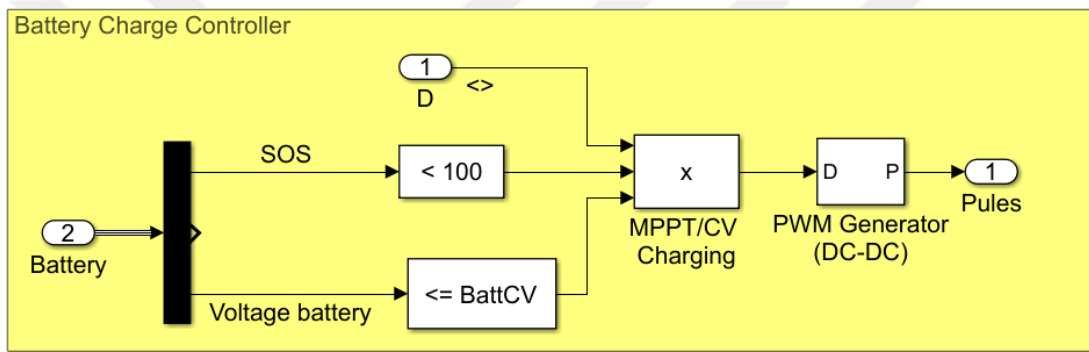 Battery Charge Controller
1
D
<>
SOS
< 100
x
MPPT/CV
Charging
D
P
PWM Generator
(DC-DC)
1
Pules
2
Battery
Voltage battery
<= BattCV